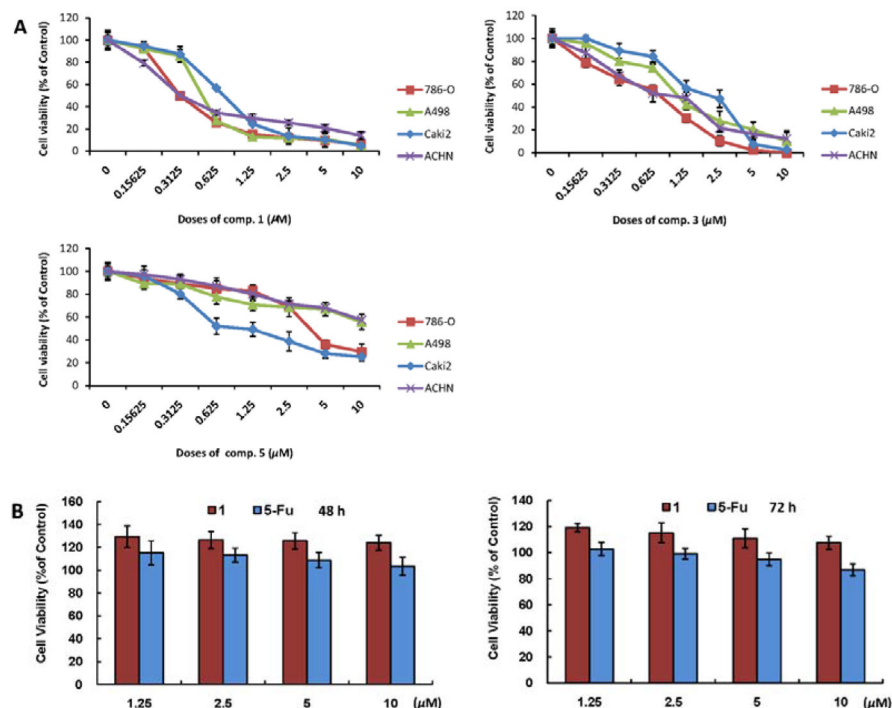 A
Cell viability (% of Control)
120
100
80
60
40
20
0
0
0.15625
0.3125
0.625
1.25
2.5
5
10
Doses of comp. 1 (µM)
786-O
A498
Caki2
ACHN
Cell viability (% of Control)
120
100
80
60
40
20
0
0
0.15625
0.3125
0.625
1.25
2.5
5
10
Doses of comp. 3 (µM)
786-O
A498
Caki2
ACHN
Cell viability (% of Control)
120
100
80
60
40
20
0
0
0.15625
0.3125
0.625
1.25
2.5
5
10
Doses of comp. 5 (µM)
786-O
A498
Caki2
ACHN
B
Cell Viability (%of Control)
160
140
120
100
80
60
40
20
0
1 5-Fu 48 h
1.25 2.5 5 10 (µM)
Cell Viability (% of Control)
140
120
100
80
60
40
20
0
1 5-Fu 72 h
1.25 2.5 5 10 (µM)